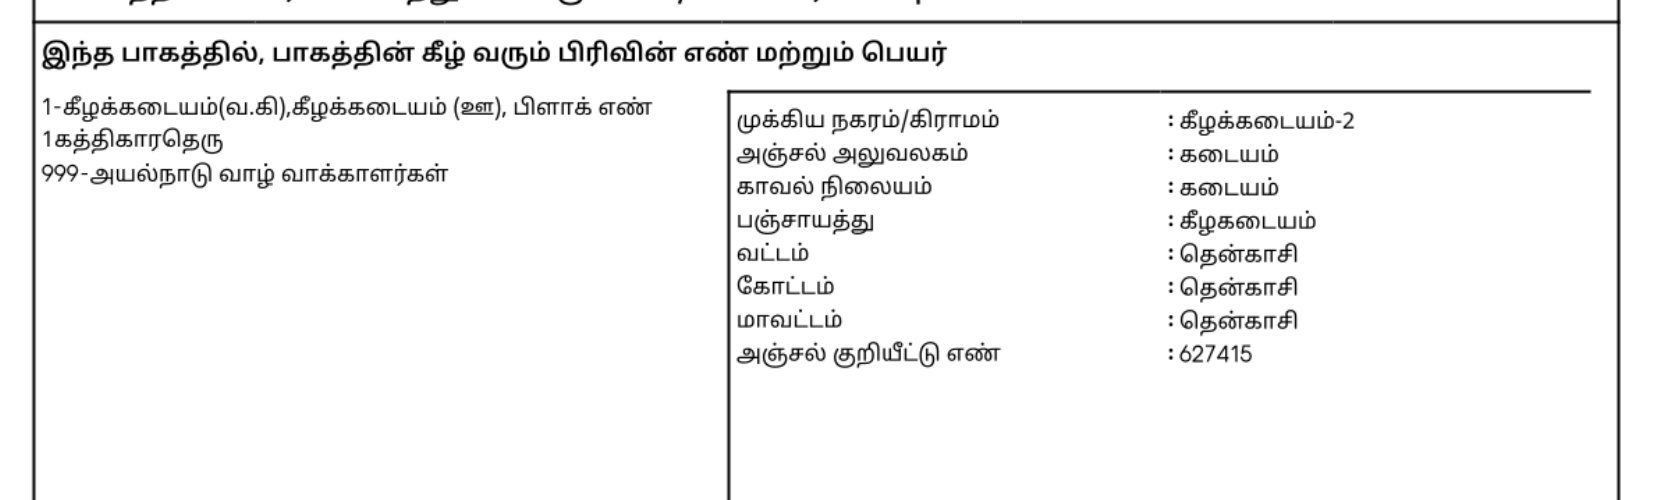 இந்த பாகத்தில், பாகத்தின் கீழ் வரும் பிரிவின் எண் மற்றும் பெயர்
1-கீழக்கடையம்(வ.கி),கீழக்கடையம் (ஊ), பிளாக் எண்
1கத்திகாரதெரு
999-அயல்நாடு வாழ் வாக்காளர்கள்
முக்கிய நகரம்/கிராமம் : கீழக்கடையம்-2
அஞ்சல் அலுவலகம் : கடையம்
காவல் நிலையம் : கடையம்
பஞ்சாயத்து : கீழகடையம்
வட்டம் : தென்காசி
கோட்டம் : தென்காசி
மாவட்டம் : தென்காசி
அஞ்சல் குறியீட்டு எண் : 627415